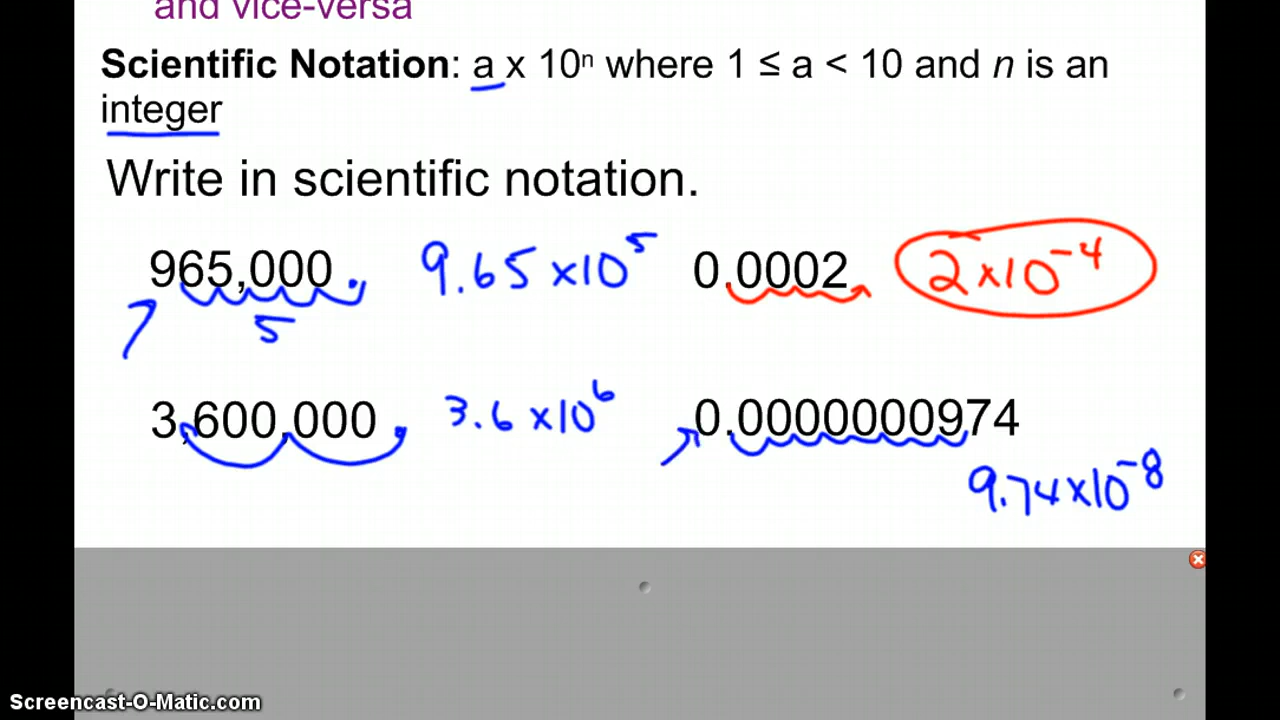 and vice-versa
Scientific Notation: a x 10ⁿ where 1 ≤ a < 10 and n is an
integer
Write in scientific notation.
965,000. 9.65 x10⁵ 0.0002 2x10⁻⁴
5
3,600,000. 3.6 x10⁶ 0.0000000974
9.74x10⁻⁸
Screencast-O-Matic.com